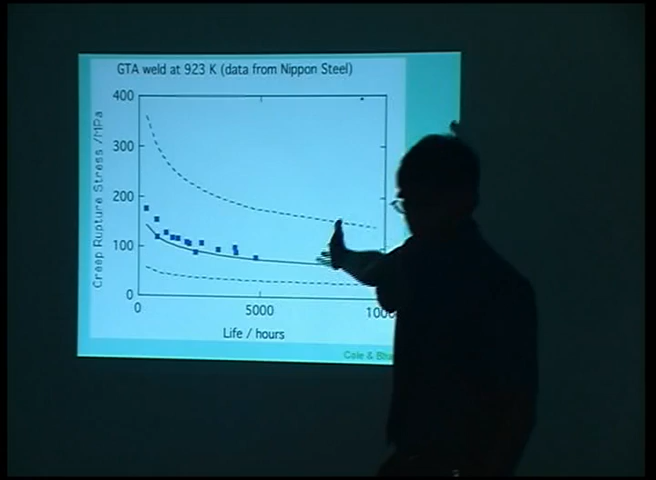 GTA weld at 923 K (data from Nippon Steel)
400
300
200
100
0
Creep Rupture Stress /MPa
0
5000
1000
Life / hours
Cole &